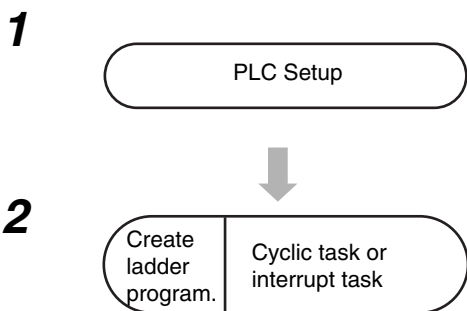 1
PLC Setup
2
Create
ladder
program.
Cyclic task or
interrupt task